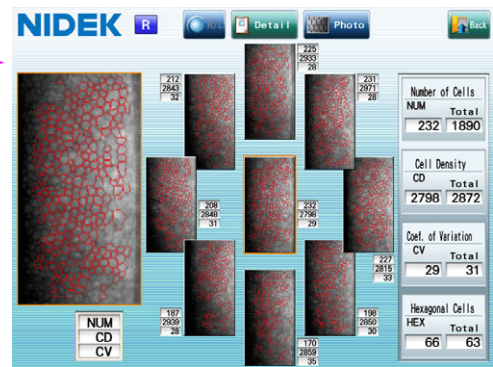 NIDEK R R/L Detail Photo Back
225
2933
28
212
2843
32
231
2971
28
208
2848
31
232
2798
29
227
2815
33
187
2939
28
198
2850
30
170
2859
35
NUM
CD
CV
Number of Cells
NUM Total
232 1890
Cell Density
CD Total
2798 2872
Coef. of Variation
CV Total
29 31
Hexagonal Cells
HEX Total
66 63